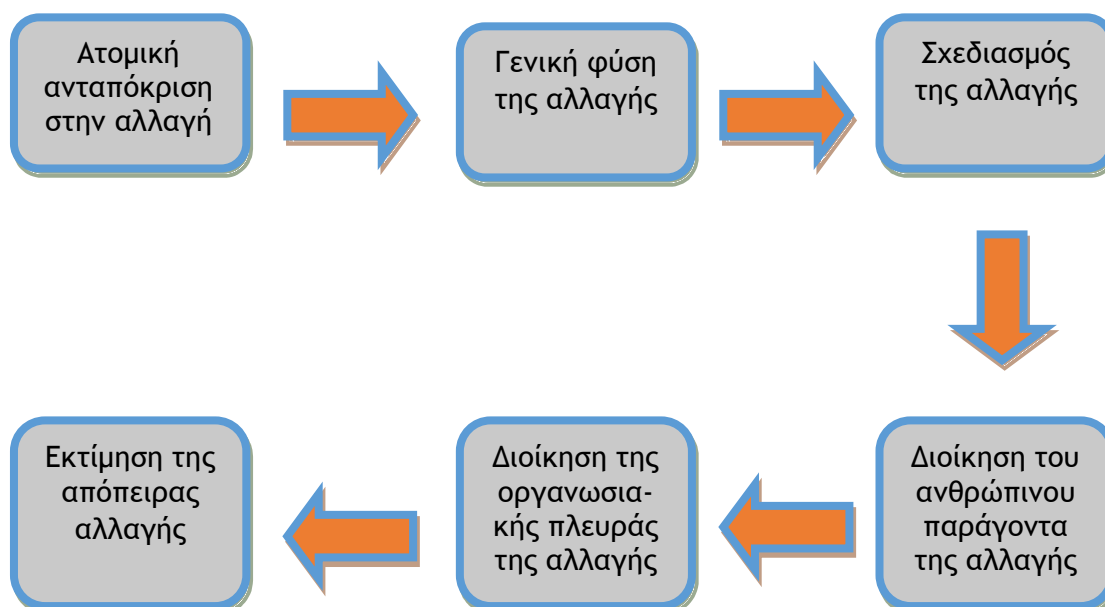 Ατομική
ανταπόκριση
στην αλλαγή
Γενική φύση
της αλλαγής
Σχεδιασμός
της αλλαγής
Διοίκηση του
ανθρώπινου
παράγοντα
της αλλαγής
Διοίκηση της
οργανωσια-
κής πλευράς
της αλλαγής
Εκτίμηση της
απόπειρας
αλλαγής